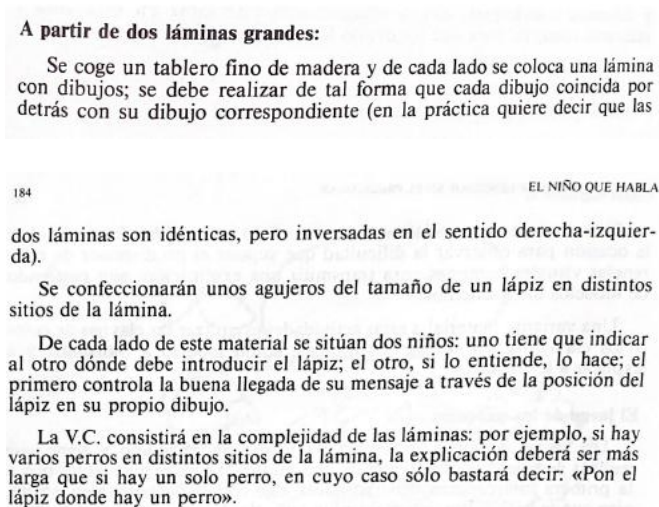 A partir de dos láminas grandes:
Se coge un tablero fino de madera y de cada lado se coloca una lámina
con dibujos; se debe realizar de tal forma que cada dibujo coincida por
detrás con su dibujo correspondiente (en la práctica quiere decir que las
184
EL NIÑO QUE HABLA
dos láminas son idénticas, pero inversadas en el sentido derecha-izquier-
da).
Se confeccionarán unos agujeros del tamaño de un lápiz en distintos
sitios de la lámina.
De cada lado de este material se sitúan dos niños: uno tiene que indicar
al otro dónde debe introducir el lápiz; el otro, si lo entiende, lo hace; el
primero controla la buena llegada de su mensaje a través de la posición del
lápiz en su propio dibujo.
La V.C. consistirá en la complejidad de las láminas: por ejemplo, si hay
varios perros en distintos sitios de la lámina, la explicación deberá ser más
larga que si hay un solo perro, en cuyo caso sólo bastará decir: «Pon el
lápiz donde hay un perro».